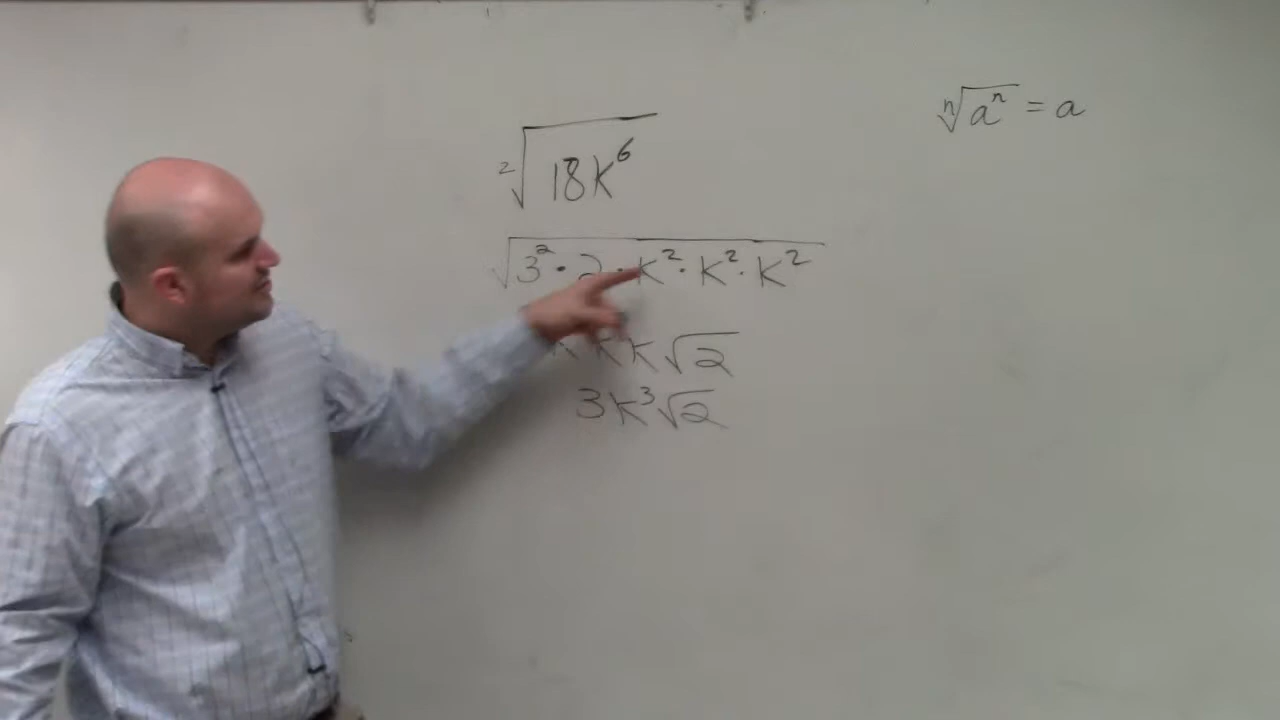 ⁿ√aⁿ = a
²√18k⁶
√3² · 2 · k² · k² · k²
k k k √2
3k³√2